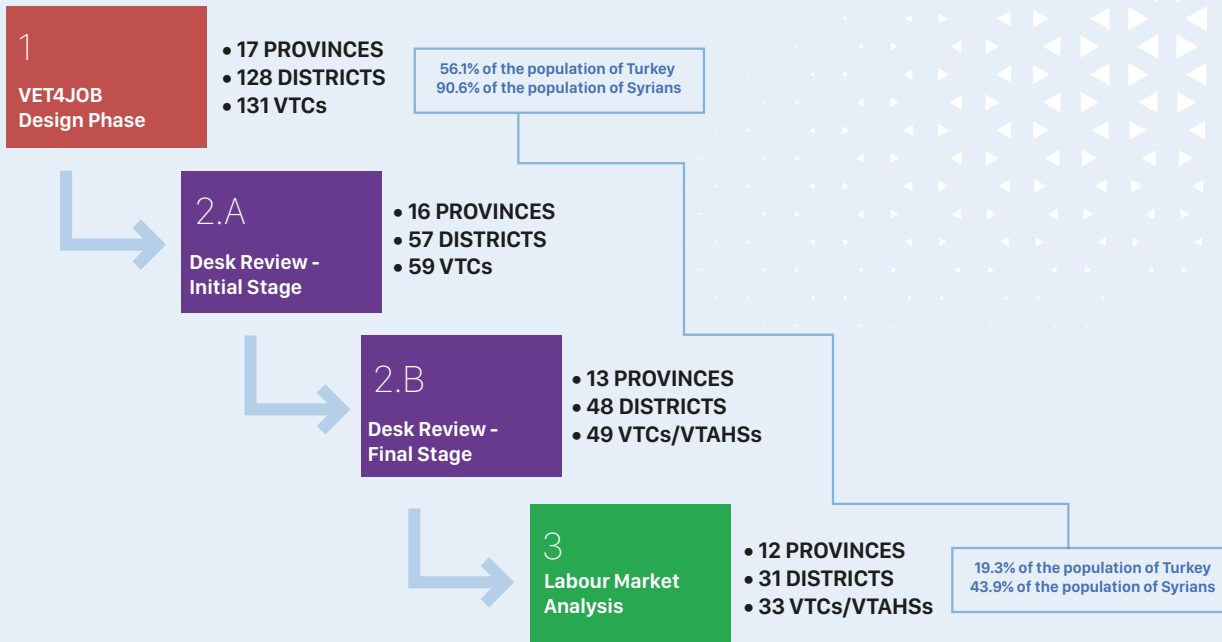 1
VET4JOB
Design Phase
• 17 PROVINCES
• 128 DISTRICTS
• 131 VTCs
56.1% of the population of Turkey
90.6% of the population of Syrians
2.A
Desk Review -
Initial Stage
• 16 PROVINCES
• 57 DISTRICTS
• 59 VTCs
2.B
Desk Review -
Final Stage
• 13 PROVINCES
• 48 DISTRICTS
• 49 VTCs/VTAHSs
3
Labour Market
Analysis
• 12 PROVINCES
• 31 DISTRICTS
• 33 VTCs/VTAHSs
19.3% of the population of Turkey
43.9% of the population of Syrians